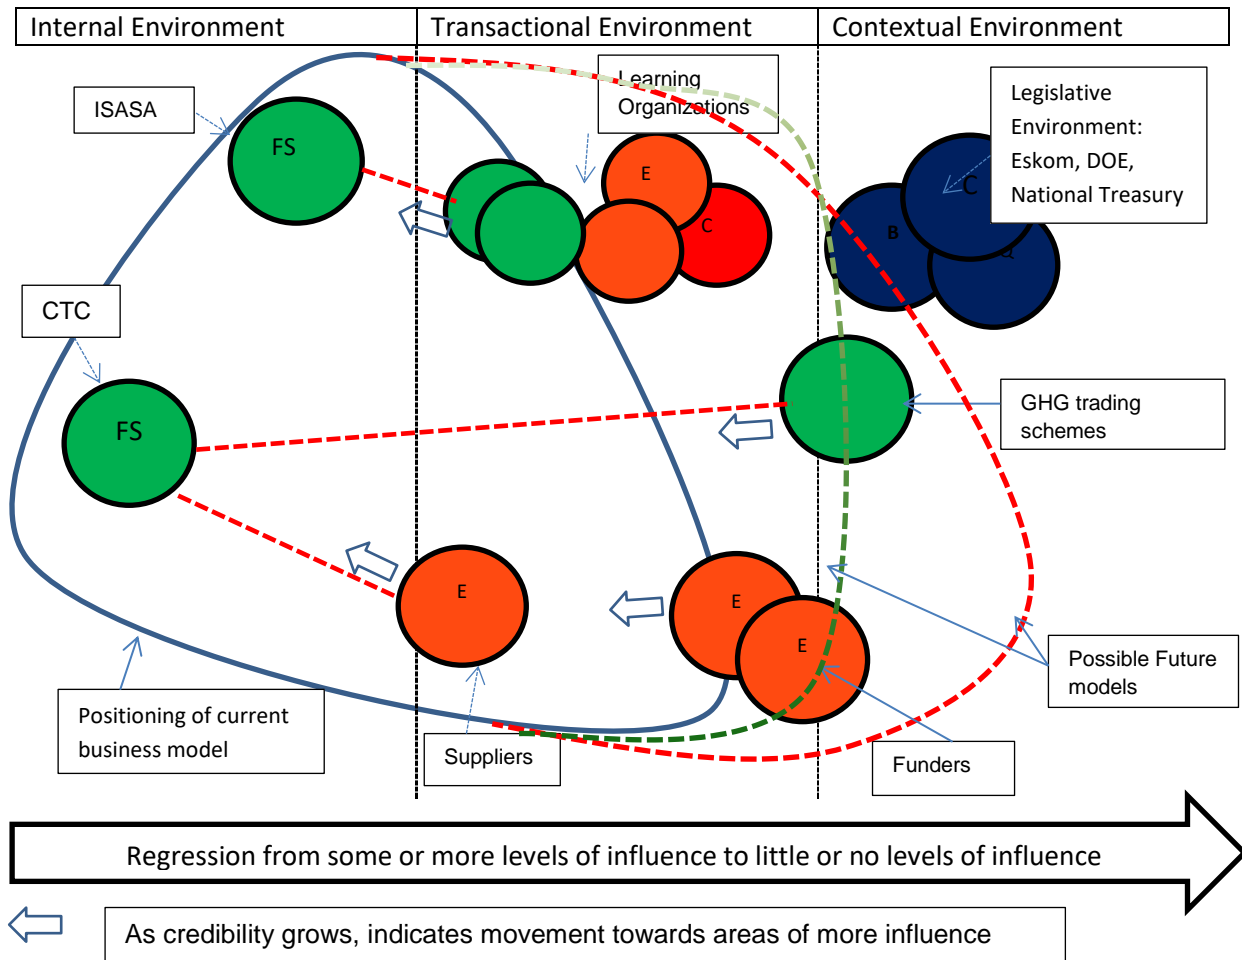 Internal Environment
Transactional Environment
Contextual Environment
ISASA
FS
Learning
Organizations
E
C
Legislative
Environment:
Eskom, DOE,
National Treasury
C
B
Q
CTC
FS
GHG trading
schemes
E
E
E
Possible Future
models
Positioning of current
business model
Suppliers
Funders
Regression from some or more levels of influence to little or no levels of influence
As credibility grows, indicates movement towards areas of more influence